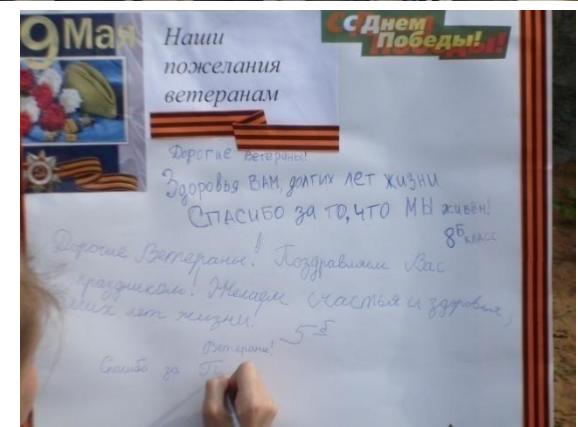 9 Мая
Наши
пожелания
ветеранам
С Днем
Победы!
Дорогие Ветераны!
Здоровья ВАМ, долгих лет жизни
СПАСИБО за то, что МЫ живём!
8Б класс
Дорогие Ветераны! Поздравляем Вас
праздником! Желаем счастья и здоровья,
лет жизни.
5б
Ветераны!
Спасибо за